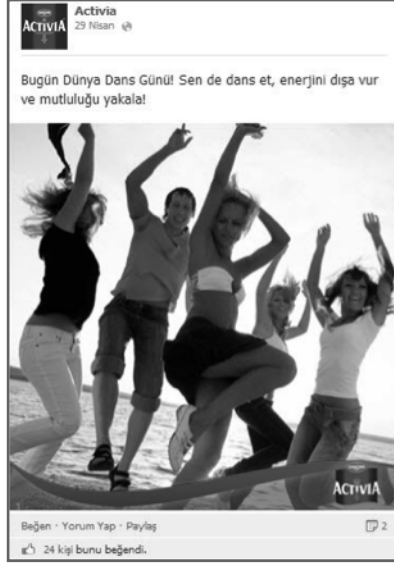 ACTIVIA
Activia
29 Nisan
Bugün Dünya Dans Günü! Sen de dans et, enerjini dışa vur
ve mutluluğu yakala!
ACTIVIA
Beğen · Yorum Yap · Paylaş
2
24 kişi bunu beğendi.